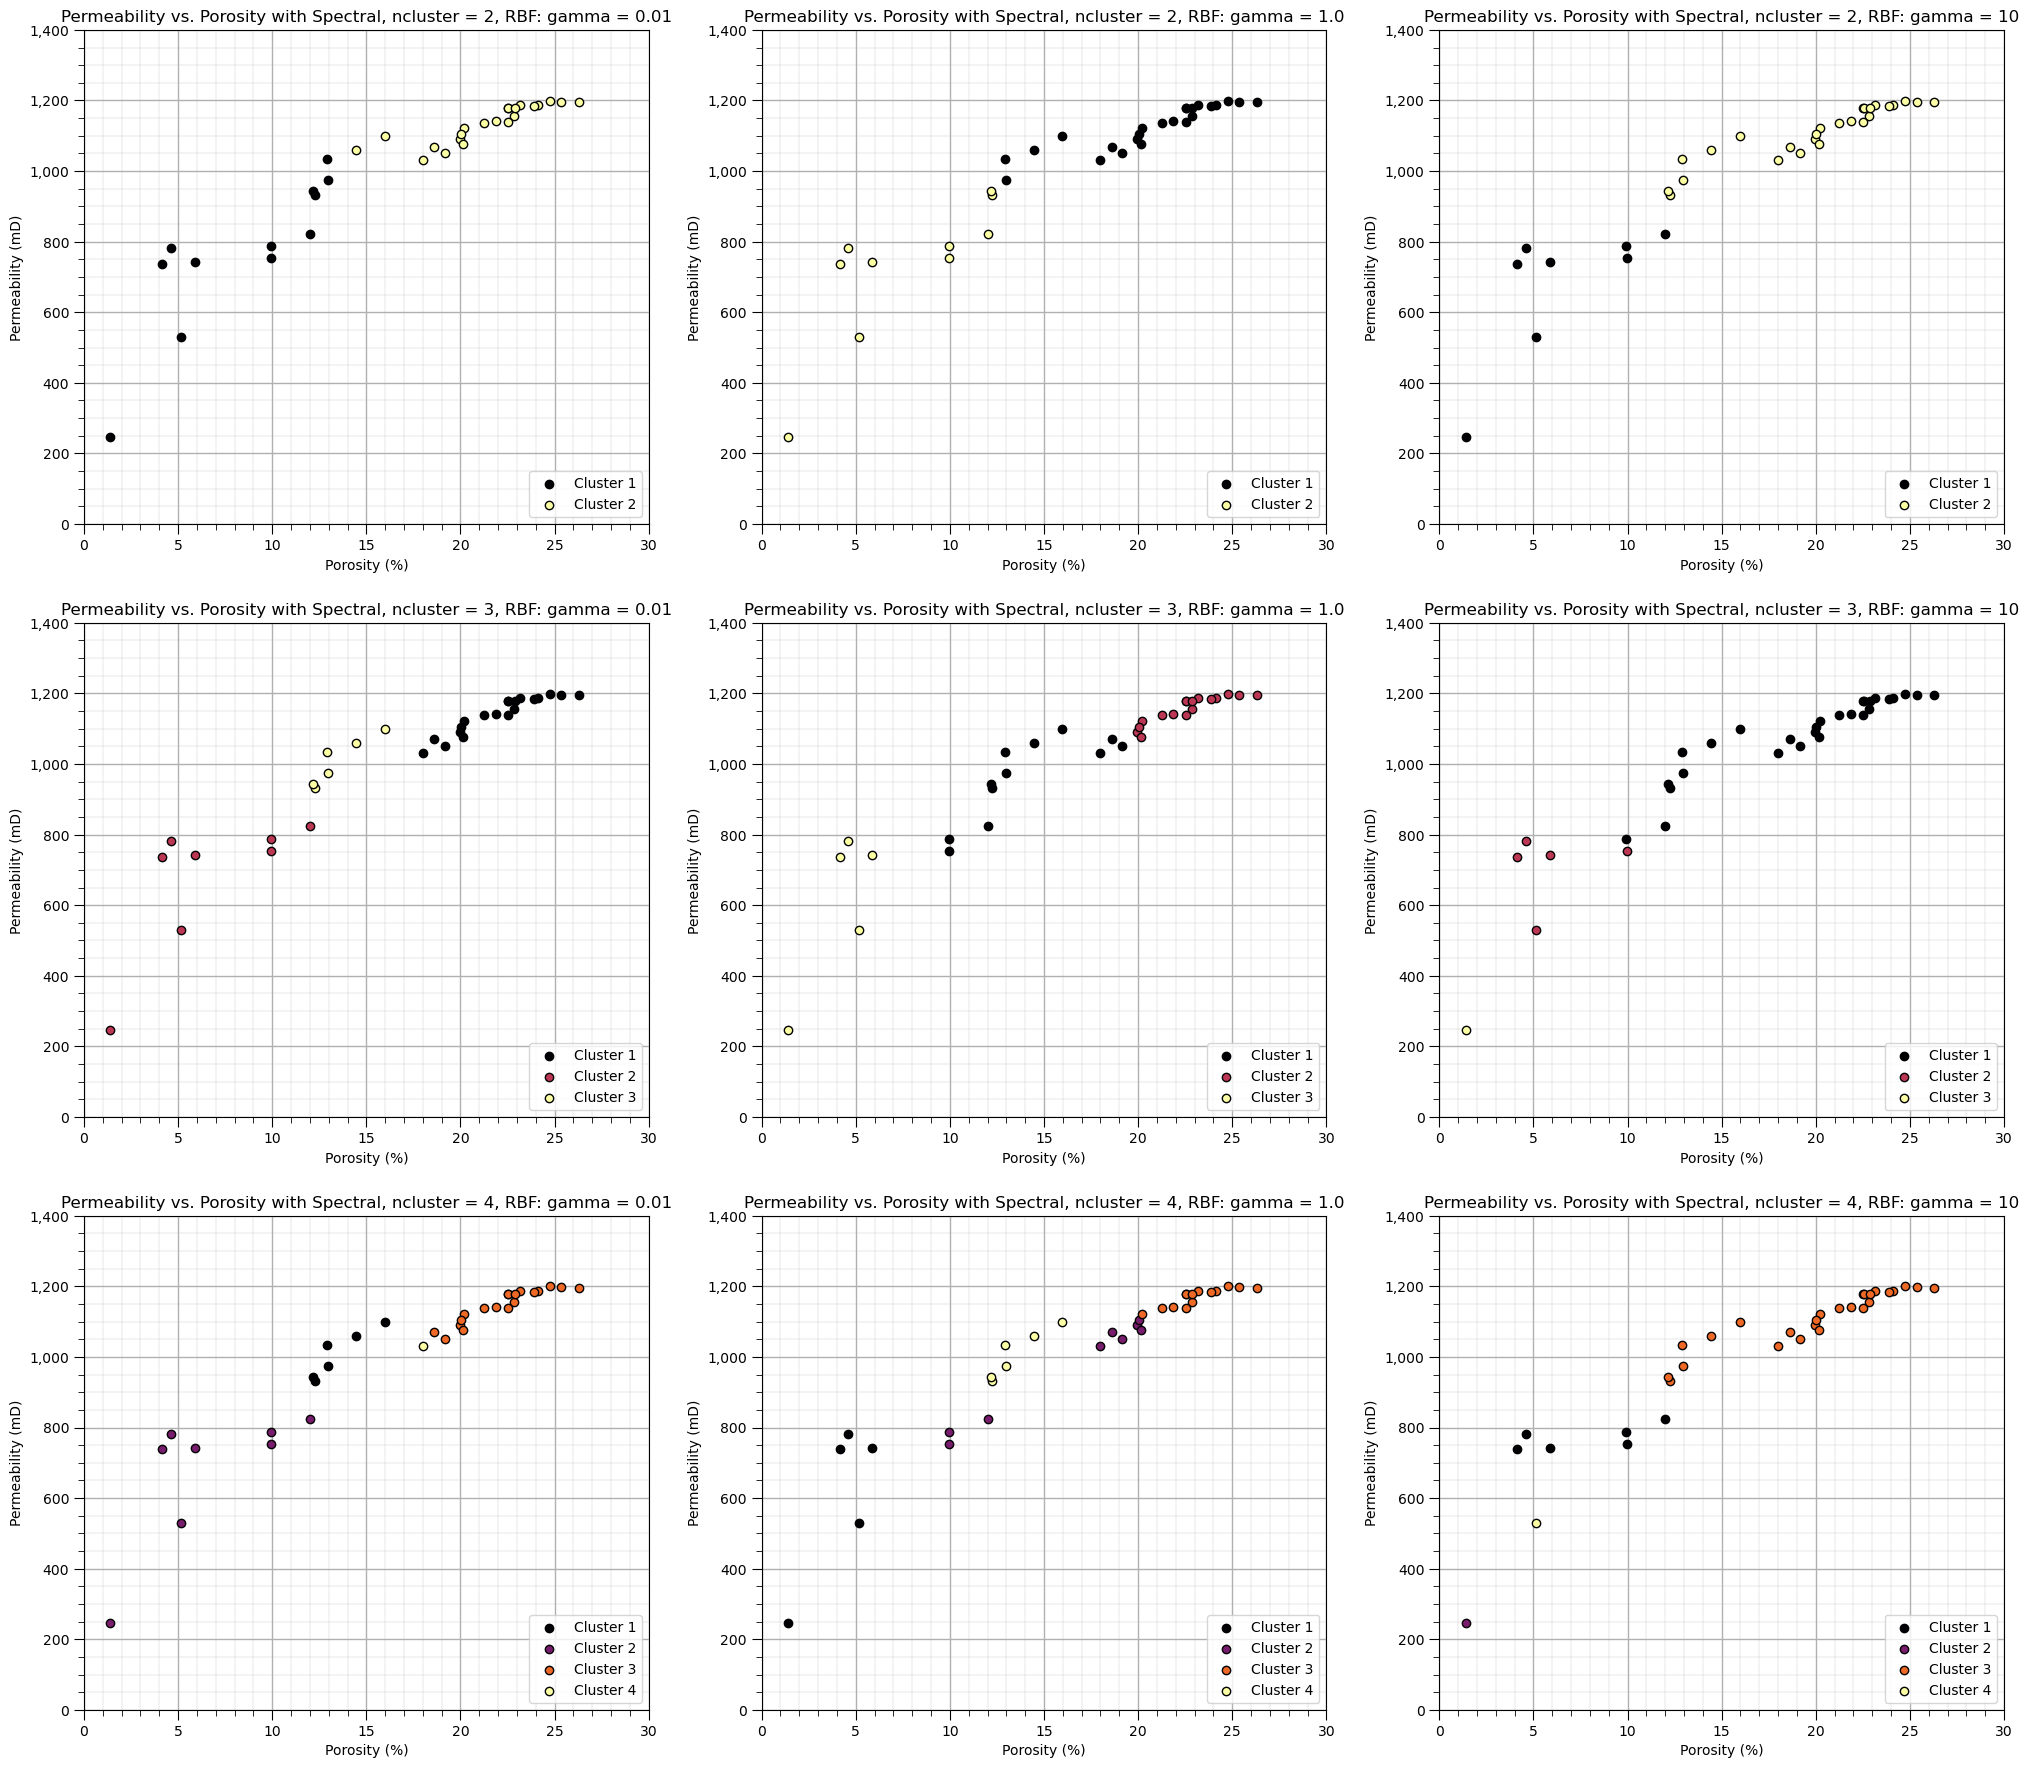 Permeability vs. Porosity with Spectral, ncluster = 2, RBF: gamma = 0.01
1,400
1,200
1,000
800
600
400
200
0
Permeability (mD)
Cluster 1
Cluster 2
0 5 10 15 20 25 30
Porosity (%)
Permeability vs. Porosity with Spectral, ncluster = 2, RBF: gamma = 1.0
1,400
1,200
1,000
800
600
400
200
0
Permeability (mD)
Cluster 1
Cluster 2
0 5 10 15 20 25 30
Porosity (%)
Permeability vs. Porosity with Spectral, ncluster = 2, RBF: gamma = 10
1,400
1,200
1,000
800
600
400
200
0
Permeability (mD)
Cluster 1
Cluster 2
0 5 10 15 20 25 30
Porosity (%)
Permeability vs. Porosity with Spectral, ncluster = 3, RBF: gamma = 0.01
1,400
1,200
1,000
800
600
400
200
0
Permeability (mD)
Cluster 1
Cluster 2
Cluster 3
0 5 10 15 20 25 30
Porosity (%)
Permeability vs. Porosity with Spectral, ncluster = 3, RBF: gamma = 1.0
1,400
1,200
1,000
800
600
400
200
0
Permeability (mD)
Cluster 1
Cluster 2
Cluster 3
0 5 10 15 20 25 30
Porosity (%)
Permeability vs. Porosity with Spectral, ncluster = 3, RBF: gamma = 10
1,400
1,200
1,000
800
600
400
200
0
Permeability (mD)
Cluster 1
Cluster 2
Cluster 3
0 5 10 15 20 25 30
Porosity (%)
Permeability vs. Porosity with Spectral, ncluster = 4, RBF: gamma = 0.01
1,400
1,200
1,000
800
600
400
200
0
Permeability (mD)
Cluster 1
Cluster 2
Cluster 3
Cluster 4
0 5 10 15 20 25 30
Porosity (%)
Permeability vs. Porosity with Spectral, ncluster = 4, RBF: gamma = 1.0
1,400
1,200
1,000
800
600
400
200
0
Permeability (mD)
Cluster 1
Cluster 2
Cluster 3
Cluster 4
0 5 10 15 20 25 30
Porosity (%)
Permeability vs. Porosity with Spectral, ncluster = 4, RBF: gamma = 10
1,400
1,200
1,000
800
600
400
200
0
Permeability (mD)
Cluster 1
Cluster 2
Cluster 3
Cluster 4
0 5 10 15 20 25 30
Porosity (%)